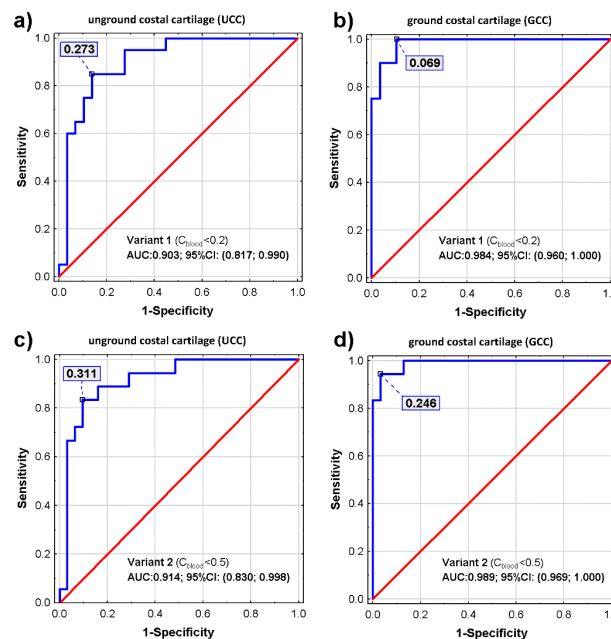 a)
unground costal cartilage (UCC)
1.0
0.8
0.6
0.4
0.2
0.0
Sensitivity
0.273
Variant 1 (Cblood<0.2)
AUC:0.903; 95%CI: (0.817; 0.990)
0.0 0.2 0.4 0.6 0.8 1.0
1-Specificity
b)
ground costal cartilage (GCC)
1.0
0.8
0.6
0.4
0.2
0.0
Sensitivity
0.069
Variant 1 (Cblood<0.2)
AUC:0.984; 95%CI: (0.960; 1.000)
0.0 0.2 0.4 0.6 0.8 1.
1-Specificity
c)
unground costal cartilage (UCC)
1.0
0.8
0.6
0.4
0.2
0.0
Sensitivity
0.311
Variant 2 (Cblood<0.5)
AUC:0.914; 95%CI: (0.830; 0.998)
0.0 0.2 0.4 0.6 0.8 1.0
1-Specificity
d)
ground costal cartilage (GCC)
1.0
0.8
0.6
0.4
0.2
0.0
Sensitivity
0.246
Variant 2 (Cblood<0.5)
AUC:0.989; 95%CI: (0.969; 1.000)
0.0 0.2 0.4 0.6 0.8 1.
1-Specificity